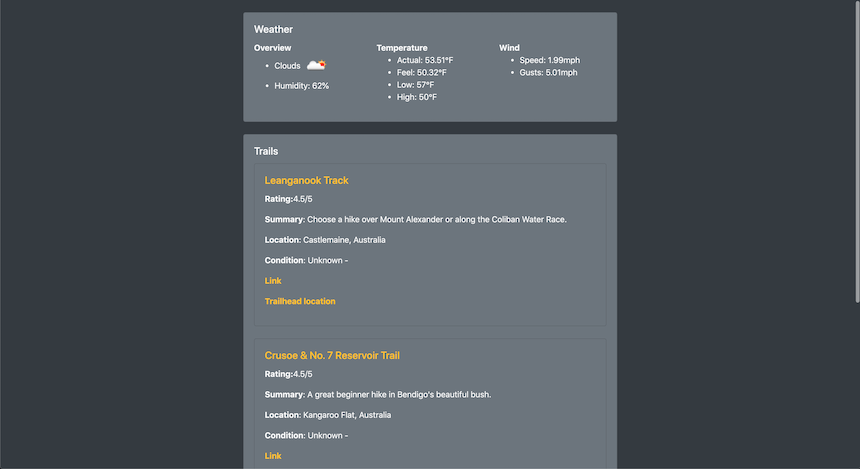 Weather
Overview
Clouds
Humidity: 62%
Temperature
Actual: 53.51°F
Feel: 50.32°F
Low: 57°F
High: 50°F
Wind
Speed: 1.99mph
Gusts: 5.01mph
Trails
Leanganook Track
Rating:4.5/5
Summary: Choose a hike over Mount Alexander or along the Coliban Water Race.
Location: Castlemaine, Australia
Condition: Unknown -
Link
Trailhead location
Crusoe & No. 7 Reservoir Trail
Rating:4.5/5
Summary: A great beginner hike in Bendigo's beautiful bush.
Location: Kangaroo Flat, Australia
Condition: Unknown -
Link